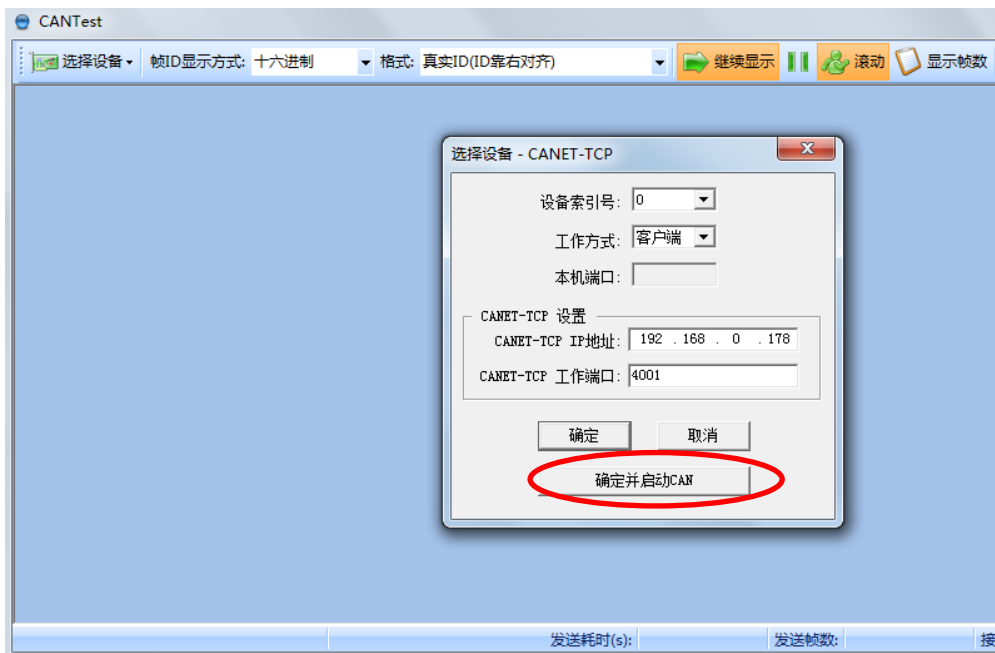 CANTest
选择设备 帧ID显示方式: 十六进制 格式: 真实ID(ID靠右对齐) 继续显示 滚动 显示帧数
选择设备 - CANET-TCP
设备索引号: 0
工作方式: 客户端
本机端口:
CANET-TCP 设置
CANET-TCP IP地址: 192 . 168 . 0 . 178
CANET-TCP 工作端口: 4001
确定 取消
确定并启动CAN
发送耗时(s): 发送帧数: 接